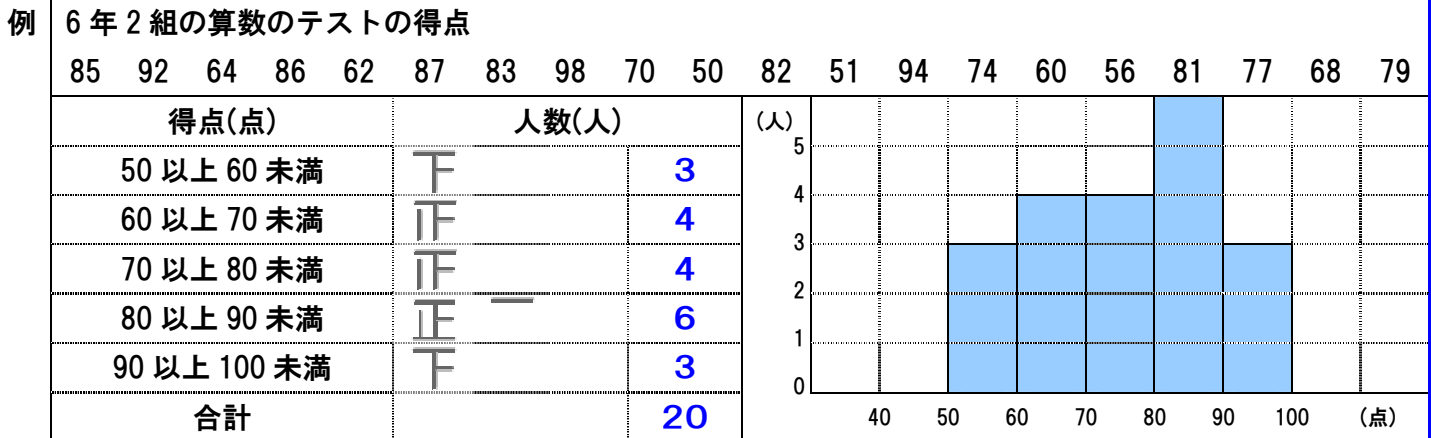 例 6年2組の算数のテストの得点
85 92 64 86 62 87 83 98 70 50 82 51 94 74 60 56 81 77 68 79
得点(点) 人数(人)
50以上60未満 下 3
60以上70未満 4
70以上80未満 4
80以上90未満 正一 6
90以上100未満 下 3
合計 20
(人)
5
4
3
2
1
0
40 50 60 70 80 90 100 (点)